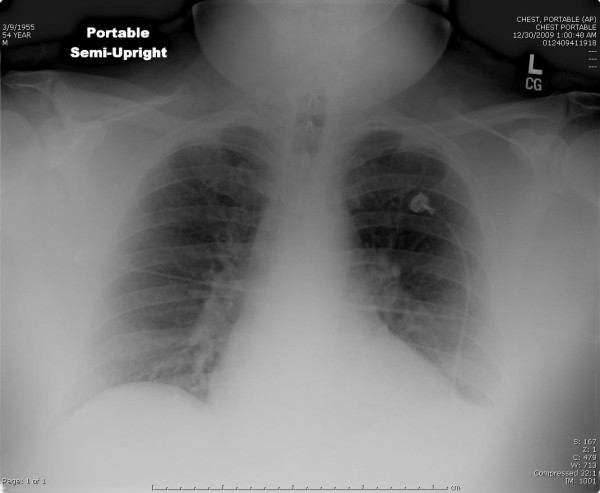 3/9/1955
54 YEAR
M
Portable
Semi-Upright
CHEST, PORTABLE (AP)
CHEST
12/30/2009 1:00:48 AM
012409411918
---
---
---
L
CG
S: 167
Z: 1
C: 479
W: 713
Compressed 32:1
IM: 1001
Page: 1 of 1
cm